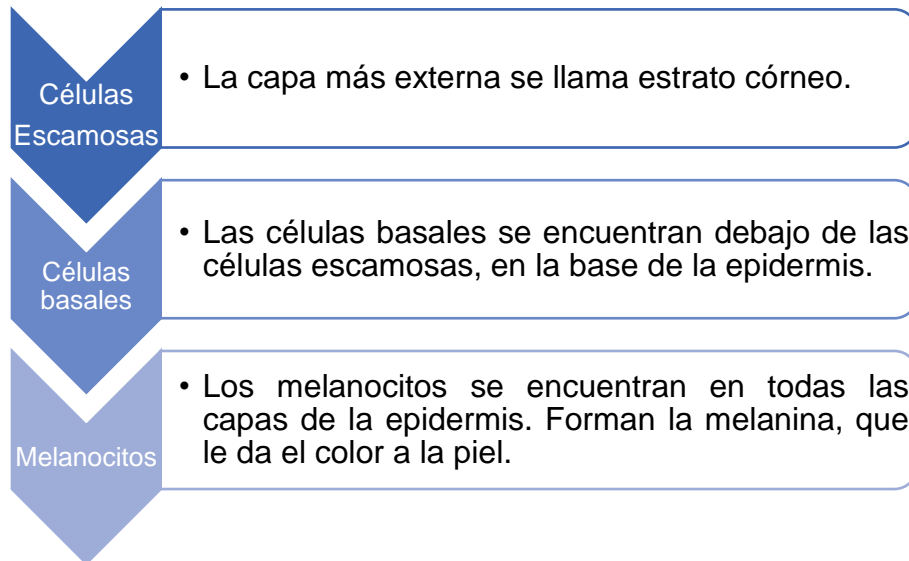 Células
Escamosas
• La capa más externa se llama estrato córneo.
Células
basales
• Las células basales se encuentran debajo de las
células escamosas, en la base de la epidermis.
Melanocitos
• Los melanocitos se encuentran en todas las
capas de la epidermis. Forman la melanina, que
le da el color a la piel.